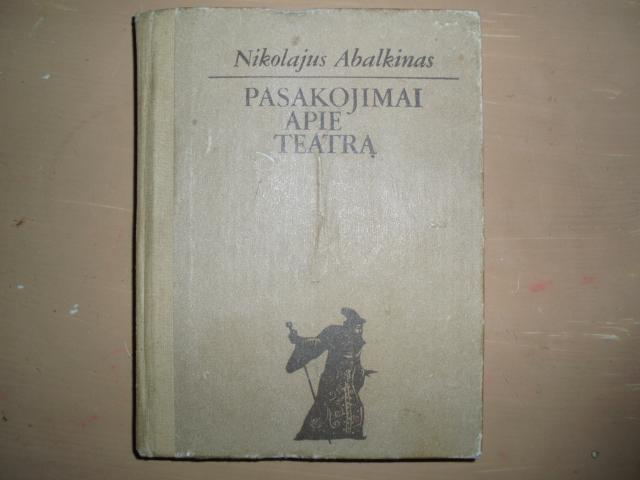 Nikolajus Abalkinas
PASAKOJIMAI
APIE
TEATRĄ